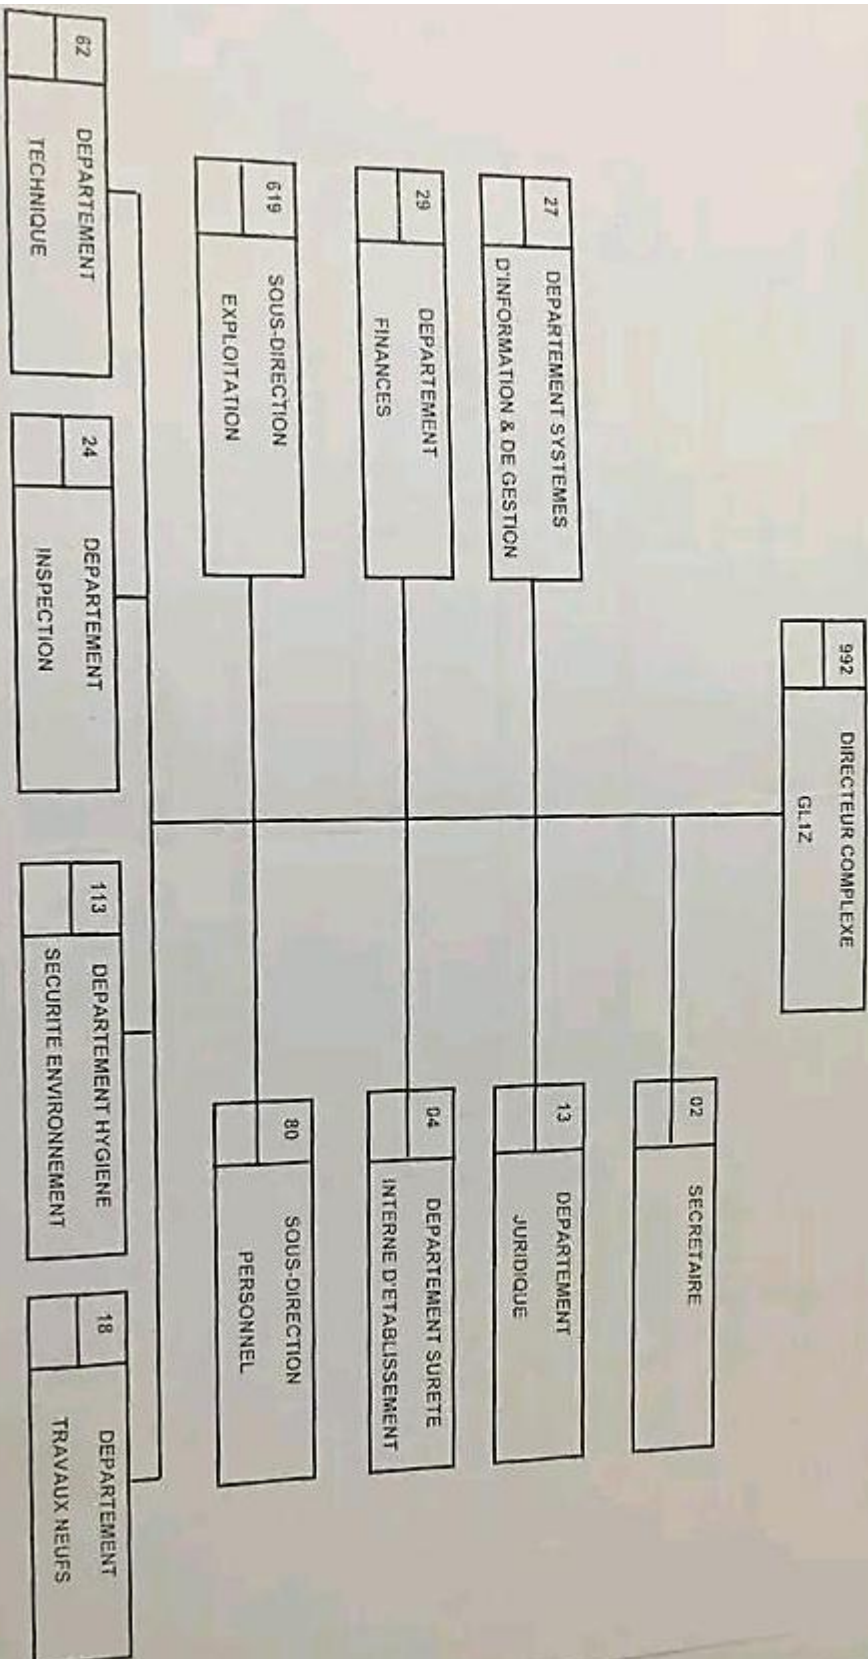 992
DIRECTEUR COMPLEXE
GL1Z
02
SECRETAIRE
27
DEPARTEMENT SYSTEMES
D'INFORMATION & DE GESTION
13
DEPARTEMENT
JURIDIQUE
29
DEPARTEMENT
FINANCES
04
DEPARTEMENT SURETE
INTERNE D'ETABLISSEMENT
619
SOUS-DIRECTION
EXPLOITATION
80
SOUS-DIRECTION
PERSONNEL
62
DEPARTEMENT
TECHNIQUE
24
DEPARTEMENT
INSPECTION
113
DEPARTEMENT HYGIENE
SECURITE ENVIRONNEMENT
18
DEPARTEMENT
TRAVAUX NEUFS